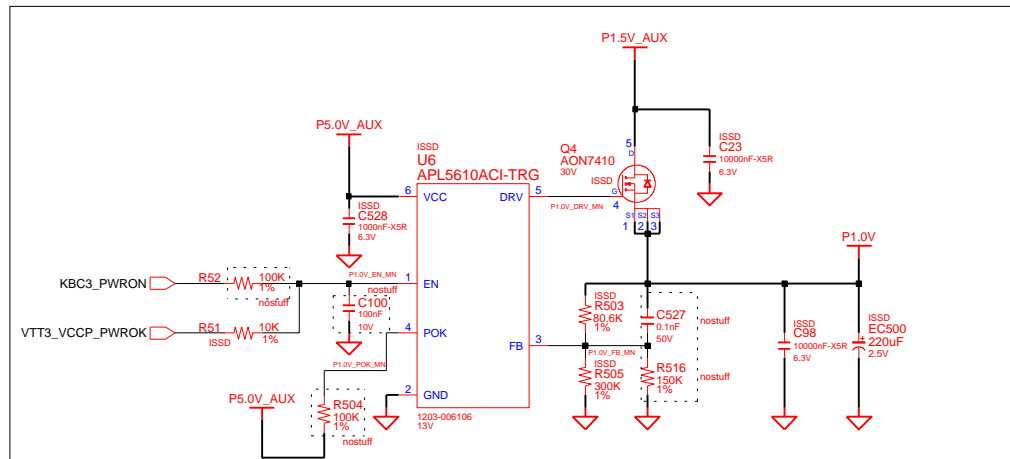 P1.5V_AUX
P5.0V_AUX
ISSD
U6
APL5610ACI-TRG
Q4
AON7410
30V
ISSD
5
D
G
4
S1 S2 S3
1 2 3
ISSD
C23
10000nF-X5R
6.3V
6 VCC
DRV 5
P1.0V_DRV_MN
ISSD
C528
1000nF-X5R
6.3V
P1.0V
KBC3_PWRON
R52
100K
1%
nostuff
P1.0V_EN_MN
nostuff
1 EN
C100
100nF
10V
VTT3_VCCP_PWROK
R51
ISSD
10K
1%
4 POK
P1.0V_POK_MN
FB 3
P1.0V_FB_MN
ISSD
R503
80.6K
1%
C527
0.1nF
50V
nostuff
ISSD
C98
10000nF-X5R
6.3V
ISSD
EC500
220uF
2.5V
ISSD
R505
300K
1%
R516
150K
1%
nostuff
2 GND
P5.0V_AUX
R504
100K
1%
nostuff
1203-006106
13V